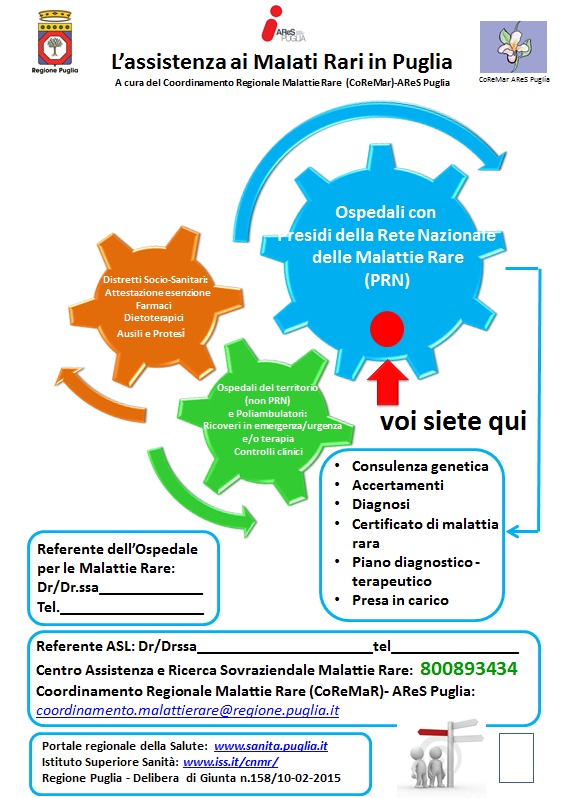 AReS
PUGLIA
Regione Puglia
L'assistenza ai Malati Rari in Puglia
A cura del Coordinamento Regionale Malattie Rare (CoReMar)-AReS Puglia
CoReMar AReS Puglia
Ospedali con
Presidi della Rete Nazionale
delle Malattie Rare
(PRN)
Distretti Socio-Sanitari:
Attestazione esenzione
Farmaci
Dietoterapici
Ausili e Protesi
Ospedali del territorio
(non PRN)
e Poliambulatori:
Ricoveri in emergenza/urgenza
e/o terapia
Controlli clinici
voi siete qui
• Consulenza genetica
• Accertamenti
• Diagnosi
• Certificato di malattia
rara
• Piano diagnostico -
terapeutico
• Presa in carico
Referente dell'Ospedale
per le Malattie Rare:
Dr/Dr.ssa_____________
Tel.__________________
Referente ASL: Dr/Drssa______________________tel________________
Centro Assistenza e Ricerca Sovraziendale Malattie Rare: 800893434
Coordinamento Regionale Malattie Rare (CoReMaR)- AReS Puglia:
coordinamento.malattierare@regione.puglia.it
Portale regionale della Salute: www.sanita.puglia.it
Istituto Superiore Sanità: www.iss.it/cnmr/
Regione Puglia - Delibera di Giunta n.158/10-02-2015